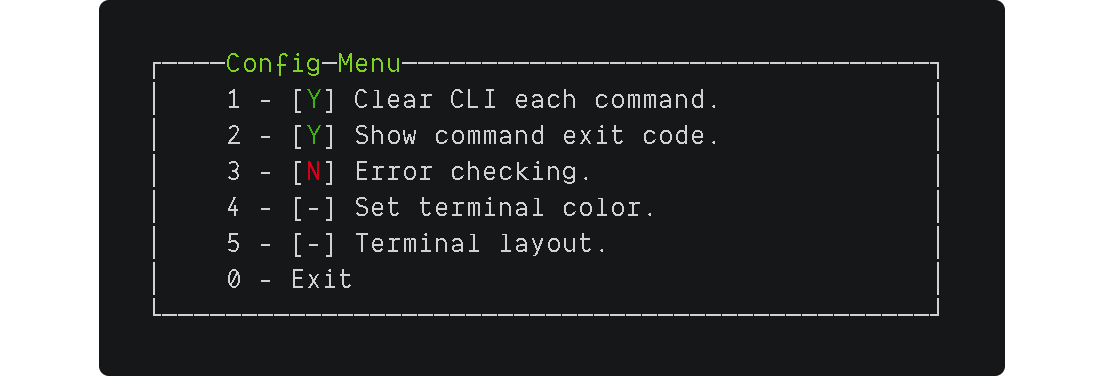 Config Menu
1 - [Y] Clear CLI each command.
2 - [Y] Show command exit code.
3 - [N] Error checking.
4 - [-] Set terminal color.
5 - [-] Terminal layout.
0 - Exit